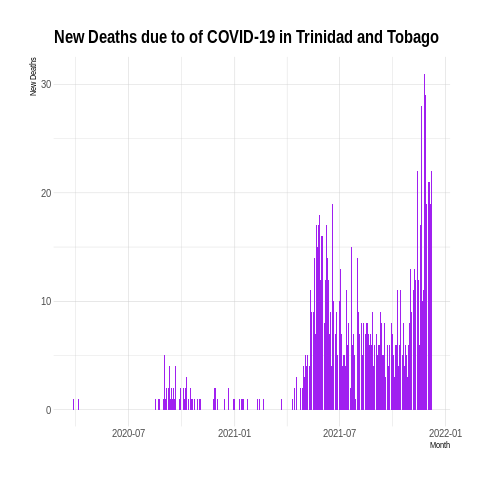 New Deaths due to of COVID-19 in Trinidad and Tobago
New Deaths
30
20
10
0
2020-07
2021-01
2021-07
2022-01
Month